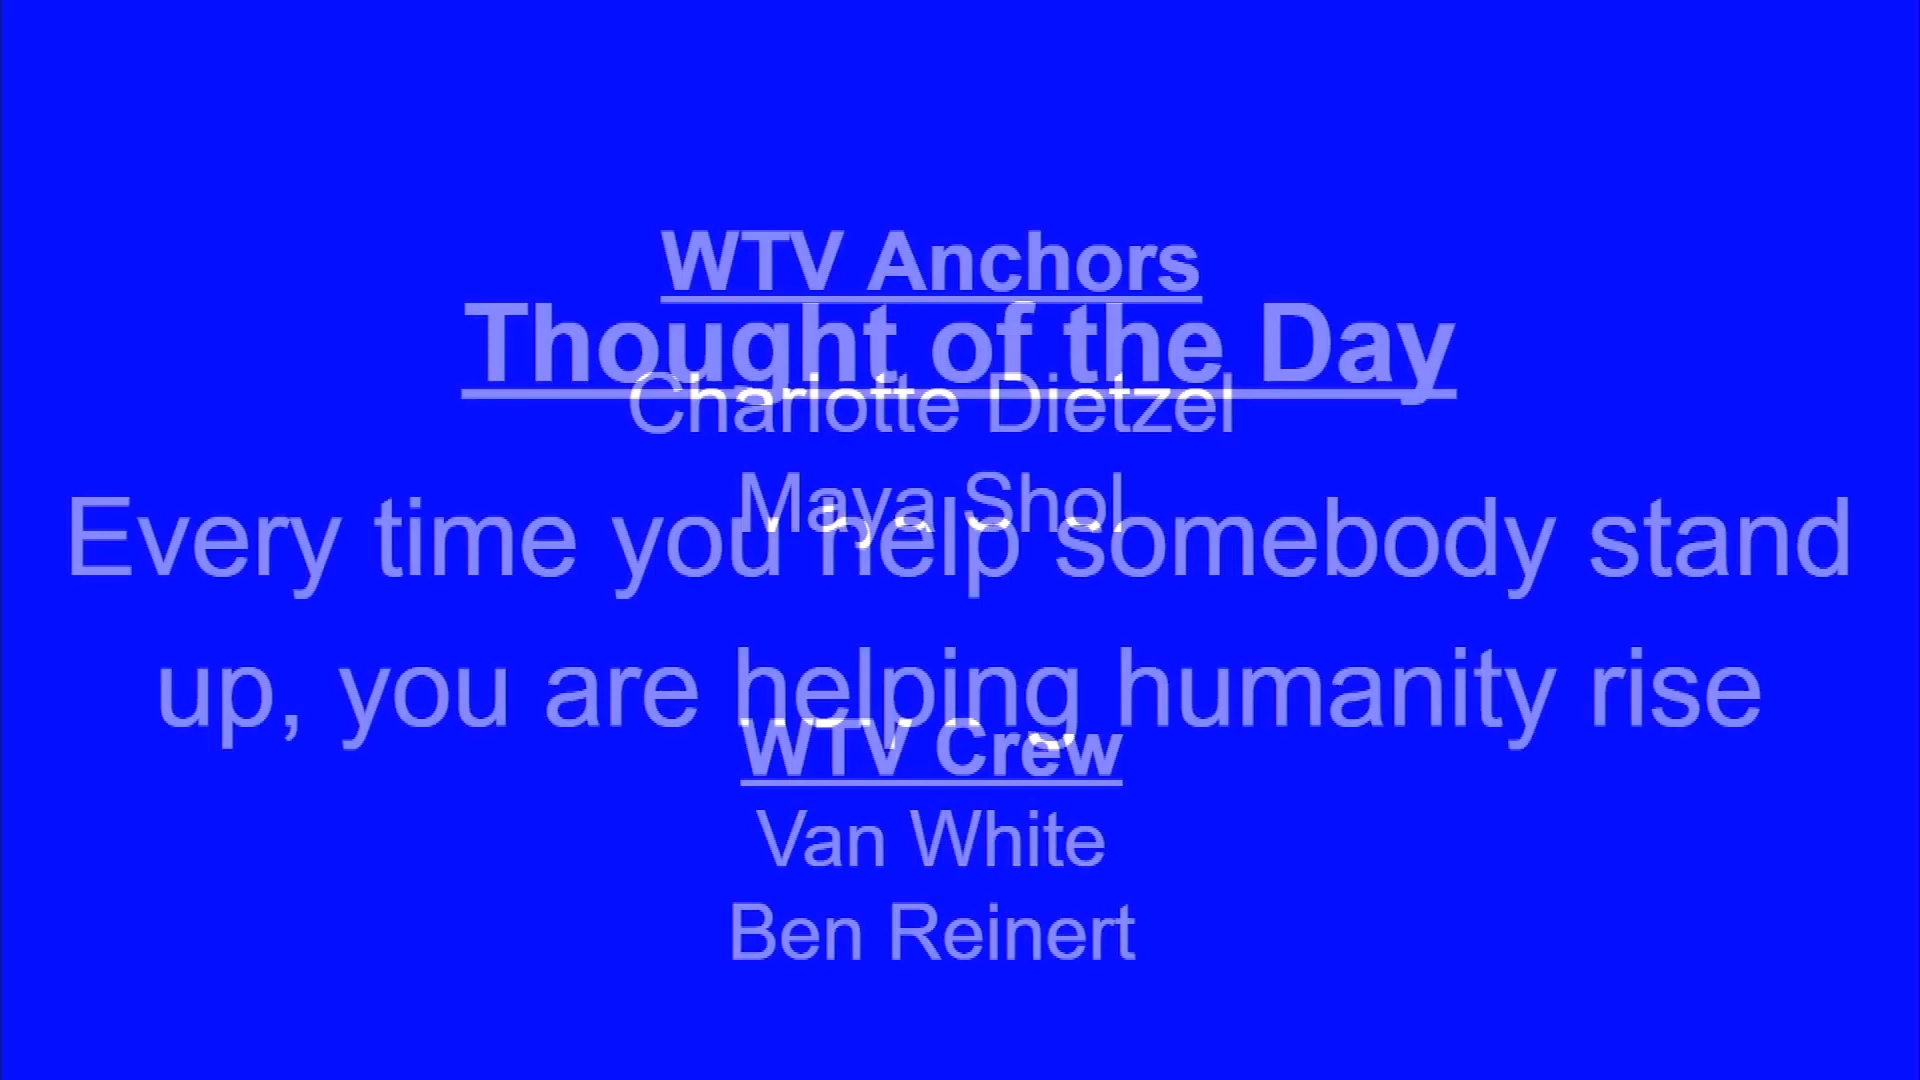 WTV Anchors
Thought of the Day
Charlotte Dietzel
Maya Shol
Every time you help somebody stand
up, you are helping humanity rise
WTV Crew
Van White
Ben Reinert